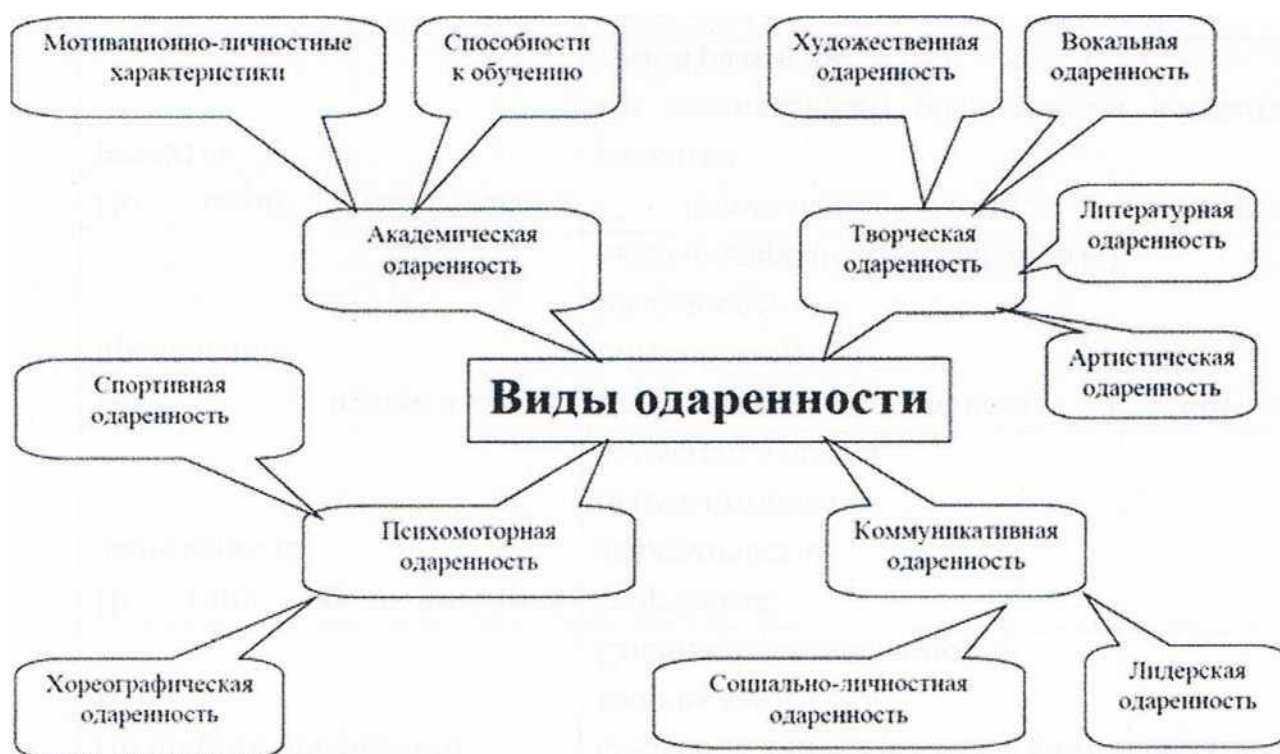 Мотивационно-личностные
характеристики
Способности
к обучению
Художественная
одаренность
Вокальная
одаренность
Академическая
одаренность
Творческая
одаренность
Литературная
одаренность
Артистическая
одаренность
Виды одаренности
Спортивная
одаренность
Психомоторная
одаренность
Коммуникативная
одаренность
Хореографическая
одаренность
Социально-личностная
одаренность
Лидерская
одаренность